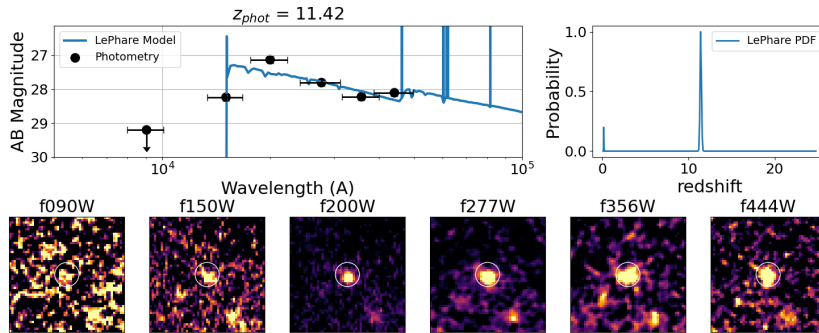 z_phot = 11.42
LePhare Model
Photometry
AB Magnitude
27
28
29
30
10^4
10^5
Wavelength (A)
LePhare PDF
Probability
1.0
0.5
0.0
0
10
20
redshift
f090W
f150W
f200W
f277W
f356W
f444W